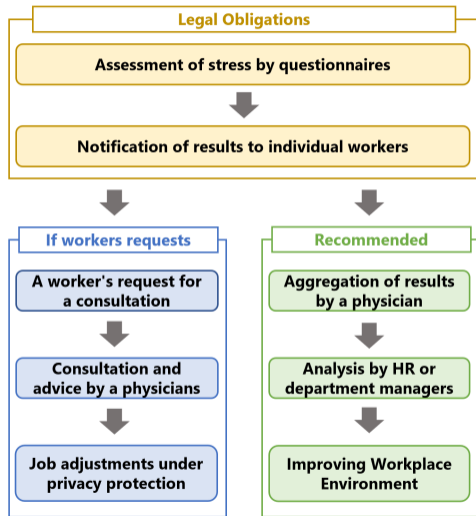 Legal Obligations
Assessment of stress by questionnaires
Notification of results to individual workers
If workers requests
A worker's request for
a consultation
Consultation and
advice by a physicians
Job adjustments under
privacy protection
Recommended
Aggregation of results
by a physician
Analysis by HR or
department managers
Improving Workplace
Environment